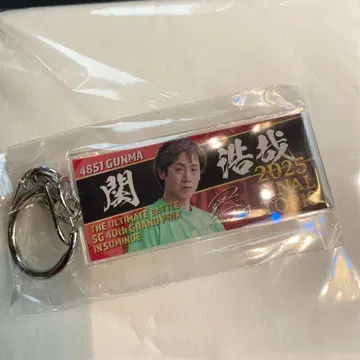 4851 GUNMA
関 浩哉
THE ULTIMATE BATTLE
SG 40th GRAND PRIX
IN SUMINOE
2025